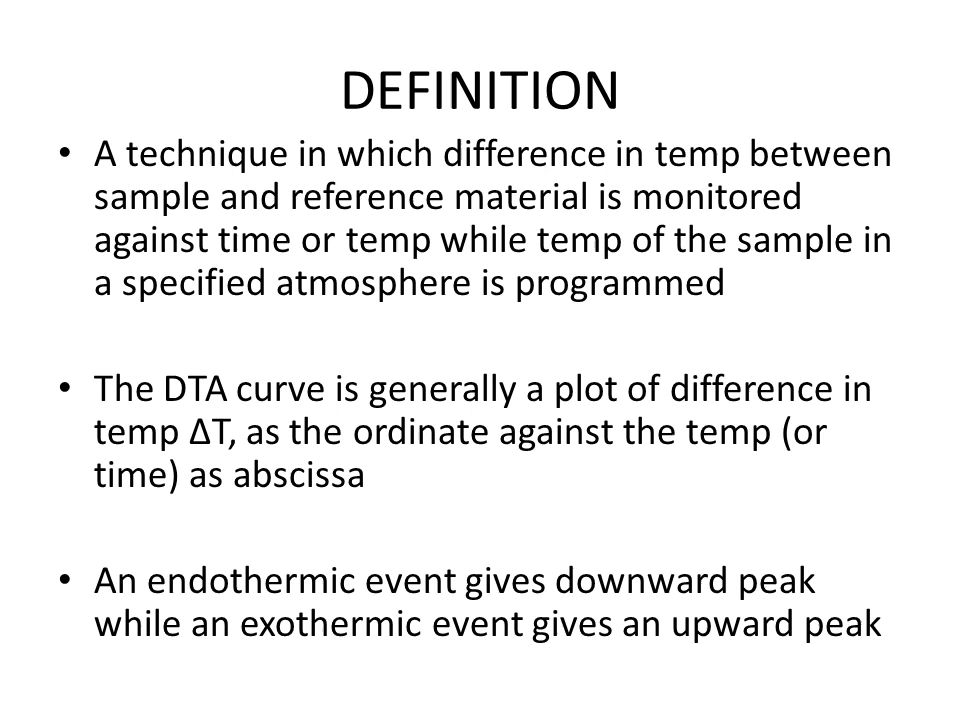 DEFINITION
• A technique in which difference in temp between
sample and reference material is monitored
against time or temp while temp of the sample in
a specified atmosphere is programmed
• The DTA curve is generally a plot of difference in
temp ΔT, as the ordinate against the temp (or
time) as abscissa
• An endothermic event gives downward peak
while an exothermic event gives an upward peak